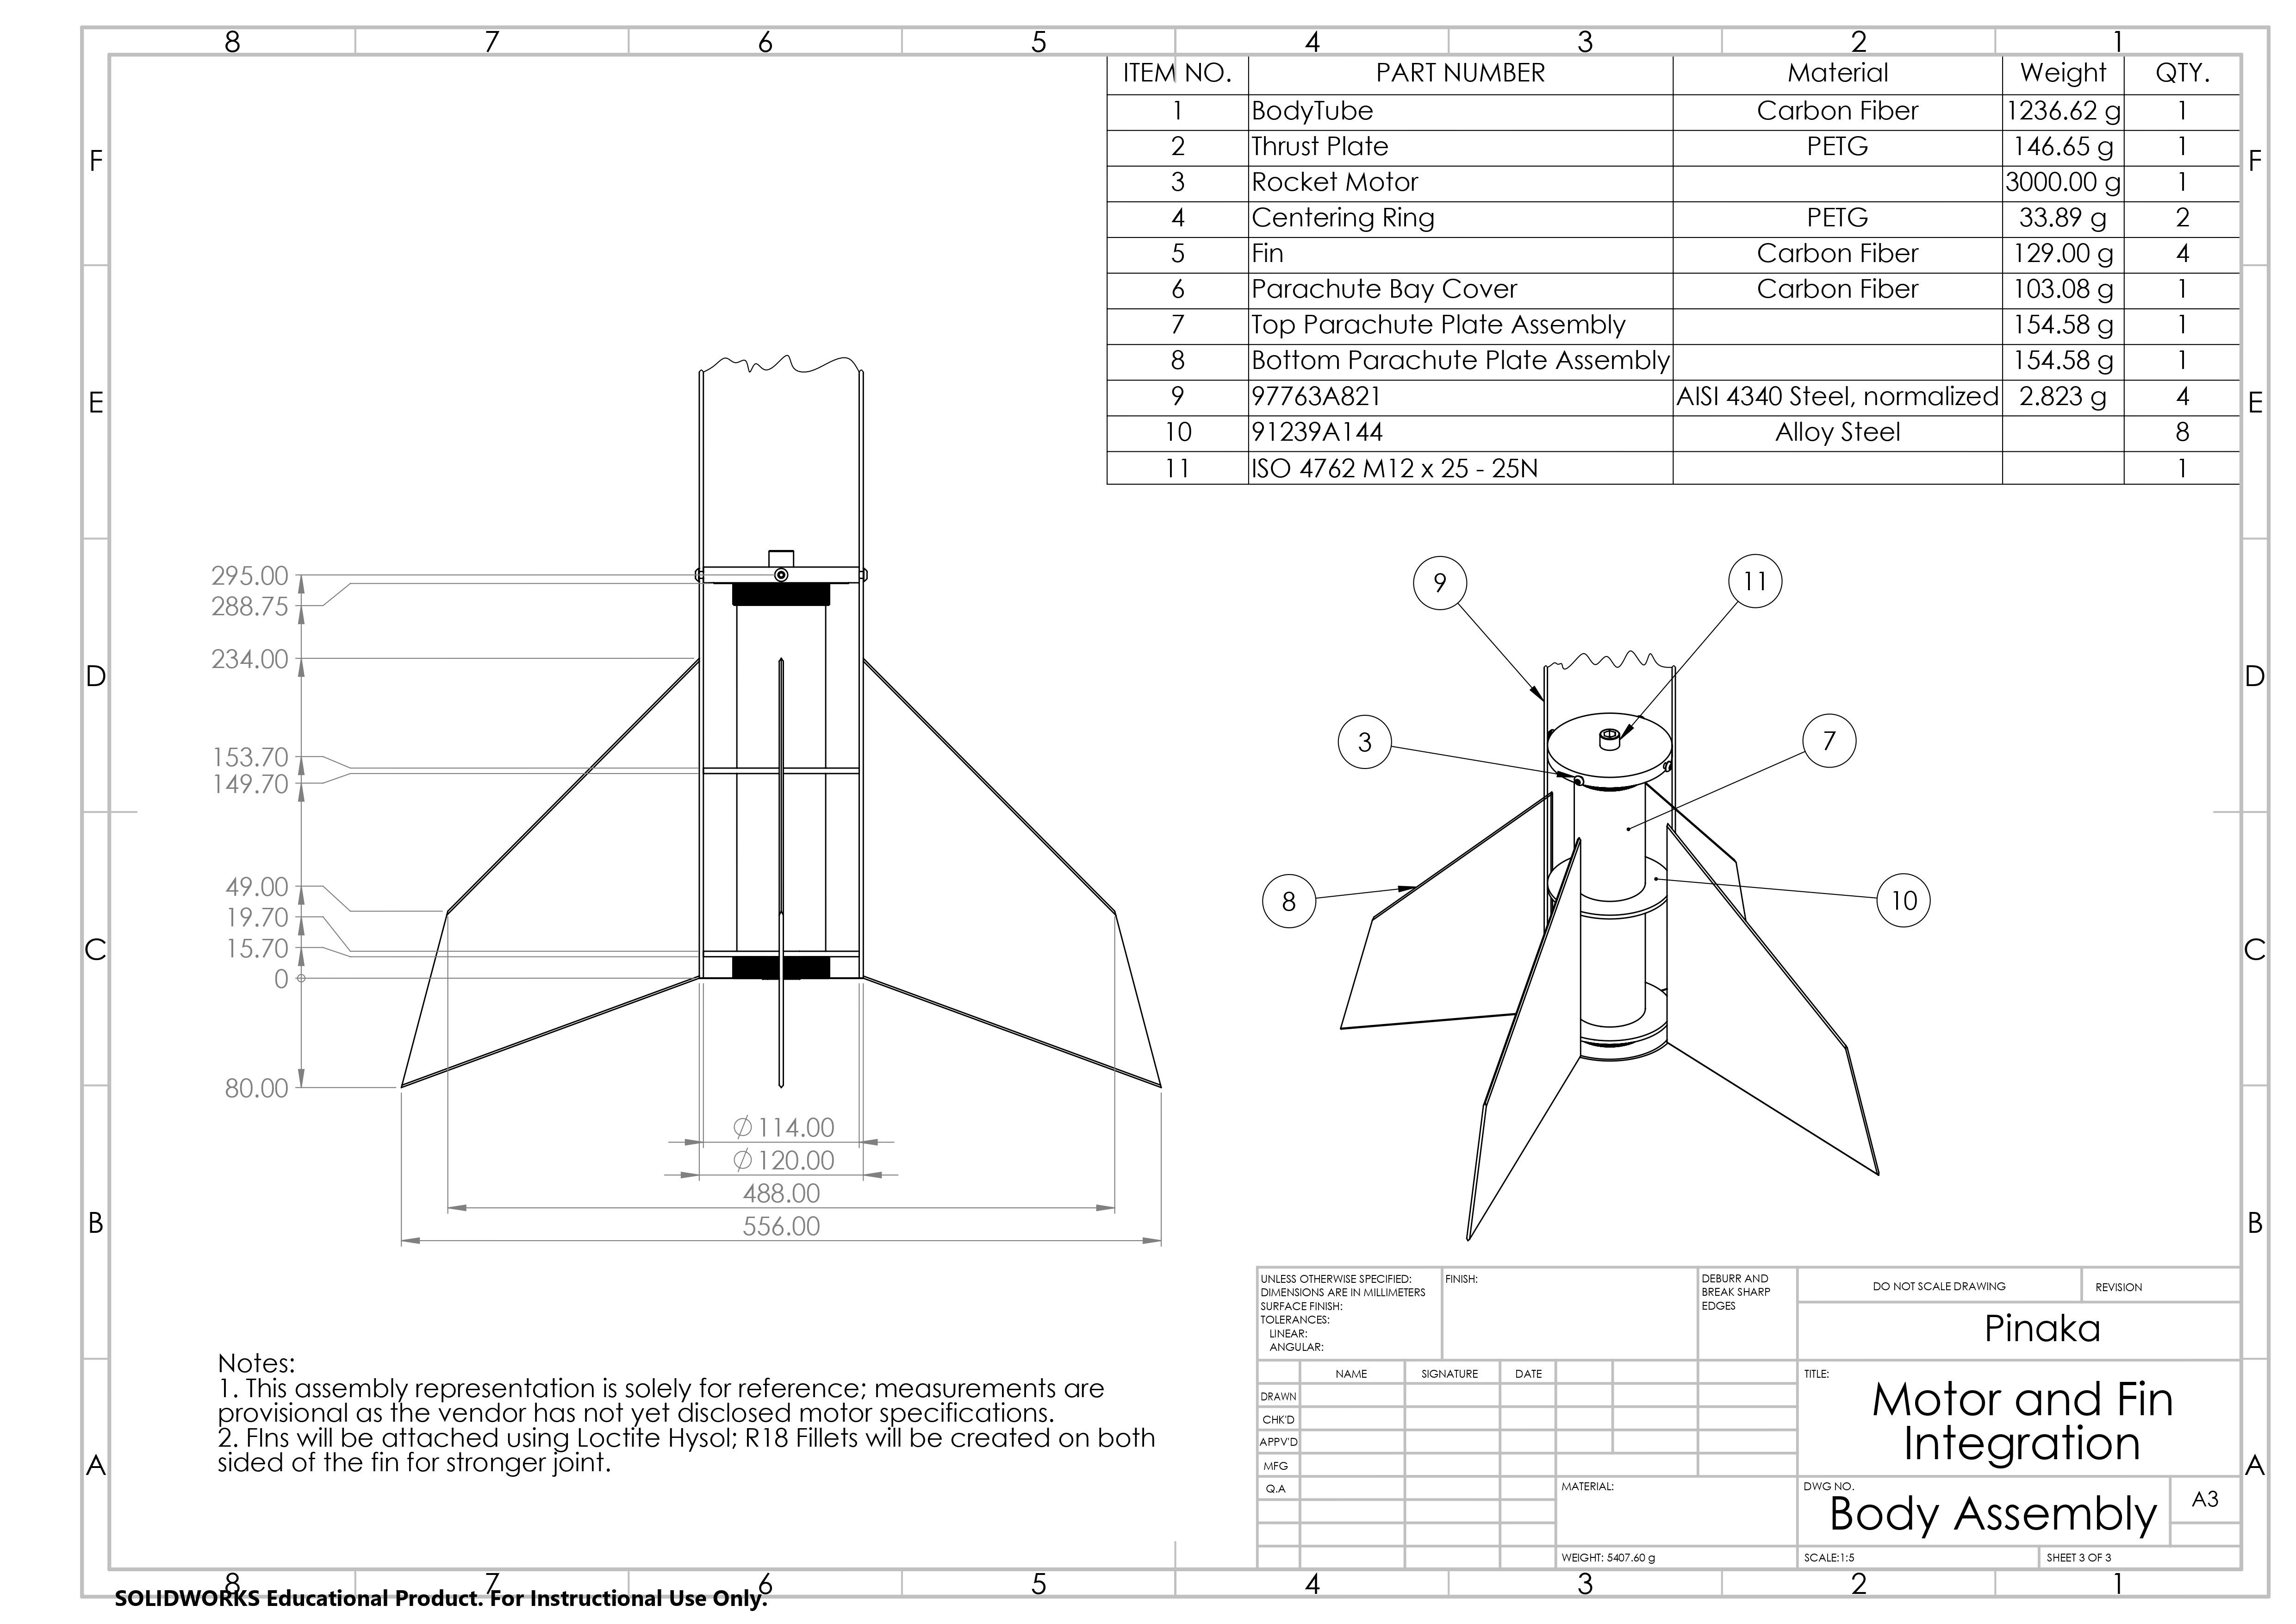 8 7 6 5 4 3 2 1
ITEM NO. PART NUMBER Material Weight QTY.
1 BodyTube Carbon Fiber 1236.62 g 1
2 Thrust Plate PETG 146.65 g 1
3 Rocket Motor 3000.00 g 1
4 Centering Ring PETG 33.89 g 2
5 Fin Carbon Fiber 129.00 g 4
6 Parachute Bay Cover Carbon Fiber 103.08 g 1
7 Top Parachute Plate Assembly 154.58 g 1
8 Bottom Parachute Plate Assembly 154.58 g 1
9 97763A821 AISI 4340 Steel, normalized 2.823 g 4
10 91239A144 Alloy Steel 8
11 ISO 4762 M12 x 25 - 25N 1
F F
E E
D D
C C
B B
A A
295.00
288.75
234.00
153.70
149.70
49.00
19.70
15.70
0
80.00
∅114.00
∅120.00
488.00
556.00
9
11
3
7
8
10
Notes:
1. This assembly representation is solely for reference; measurements are
provisional as the vendor has not yet disclosed motor specifications.
2. FIns will be attached using Loctite Hysol; R18 Fillets will be created on both
sided of the fin for stronger joint.
UNLESS OTHERWISE SPECIFIED:
DIMENSIONS ARE IN MILLIMETERS
SURFACE FINISH:
TOLERANCES:
LINEAR:
ANGULAR:
FINISH:
DEBURR AND
BREAK SHARP
EDGES
DO NOT SCALE DRAWING
REVISION
Pinaka
NAME SIGNATURE DATE
DRAWN
CHK'D
APPV'D
MFG
Q.A
MATERIAL:
WEIGHT: 5407.60 g
TITLE:
Motor and Fin
Integration
DWG NO.
Body Assembly
A3
SCALE:1:5
SHEET 3 OF 3
8 7 6 5 4 3 2 1
SOLIDWORKS Educational Product. For Instructional Use Only.